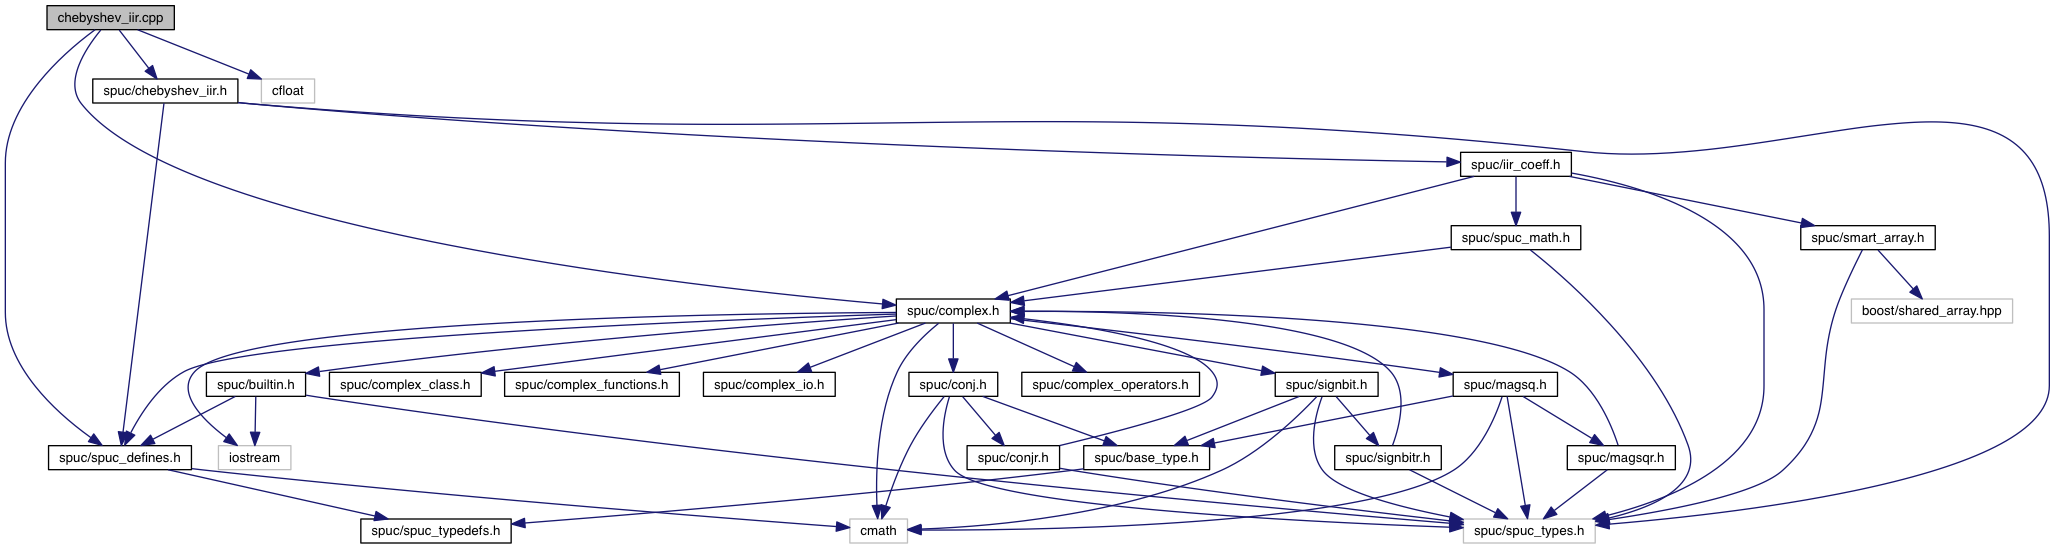 chebyshev_iir.cpp
spuc/chebyshev_iir.h
cfloat
spuc/iir_coeff.h
spuc/spuc_math.h
spuc/smart_array.h
spuc/complex.h
boost/shared_array.hpp
spuc/builtin.h
spuc/complex_class.h
spuc/complex_functions.h
spuc/complex_io.h
spuc/conj.h
spuc/complex_operators.h
spuc/signbit.h
spuc/magsq.h
spuc/spuc_defines.h
iostream
spuc/conjr.h
spuc/base_type.h
spuc/signbitr.h
spuc/magsqr.h
spuc/spuc_typedefs.h
cmath
spuc/spuc_types.h